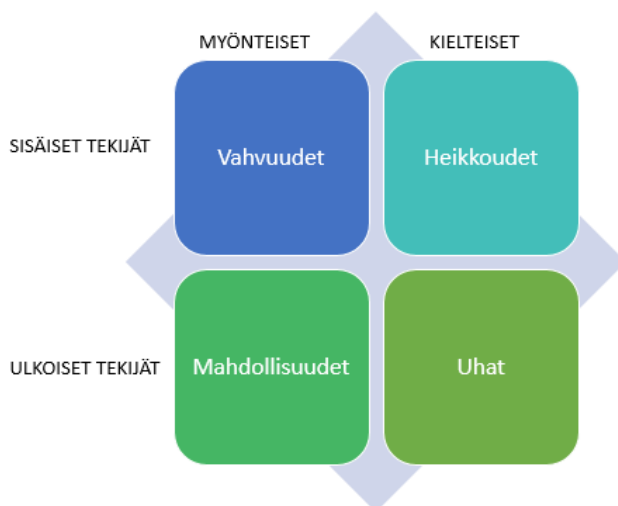 MYÖNTEISET
KIELTEISET
SISÄISET TEKIJÄT
Vahvuudet
Heikkoudet
ULKOISET TEKIJÄT
Mahdollisuudet
Uhat